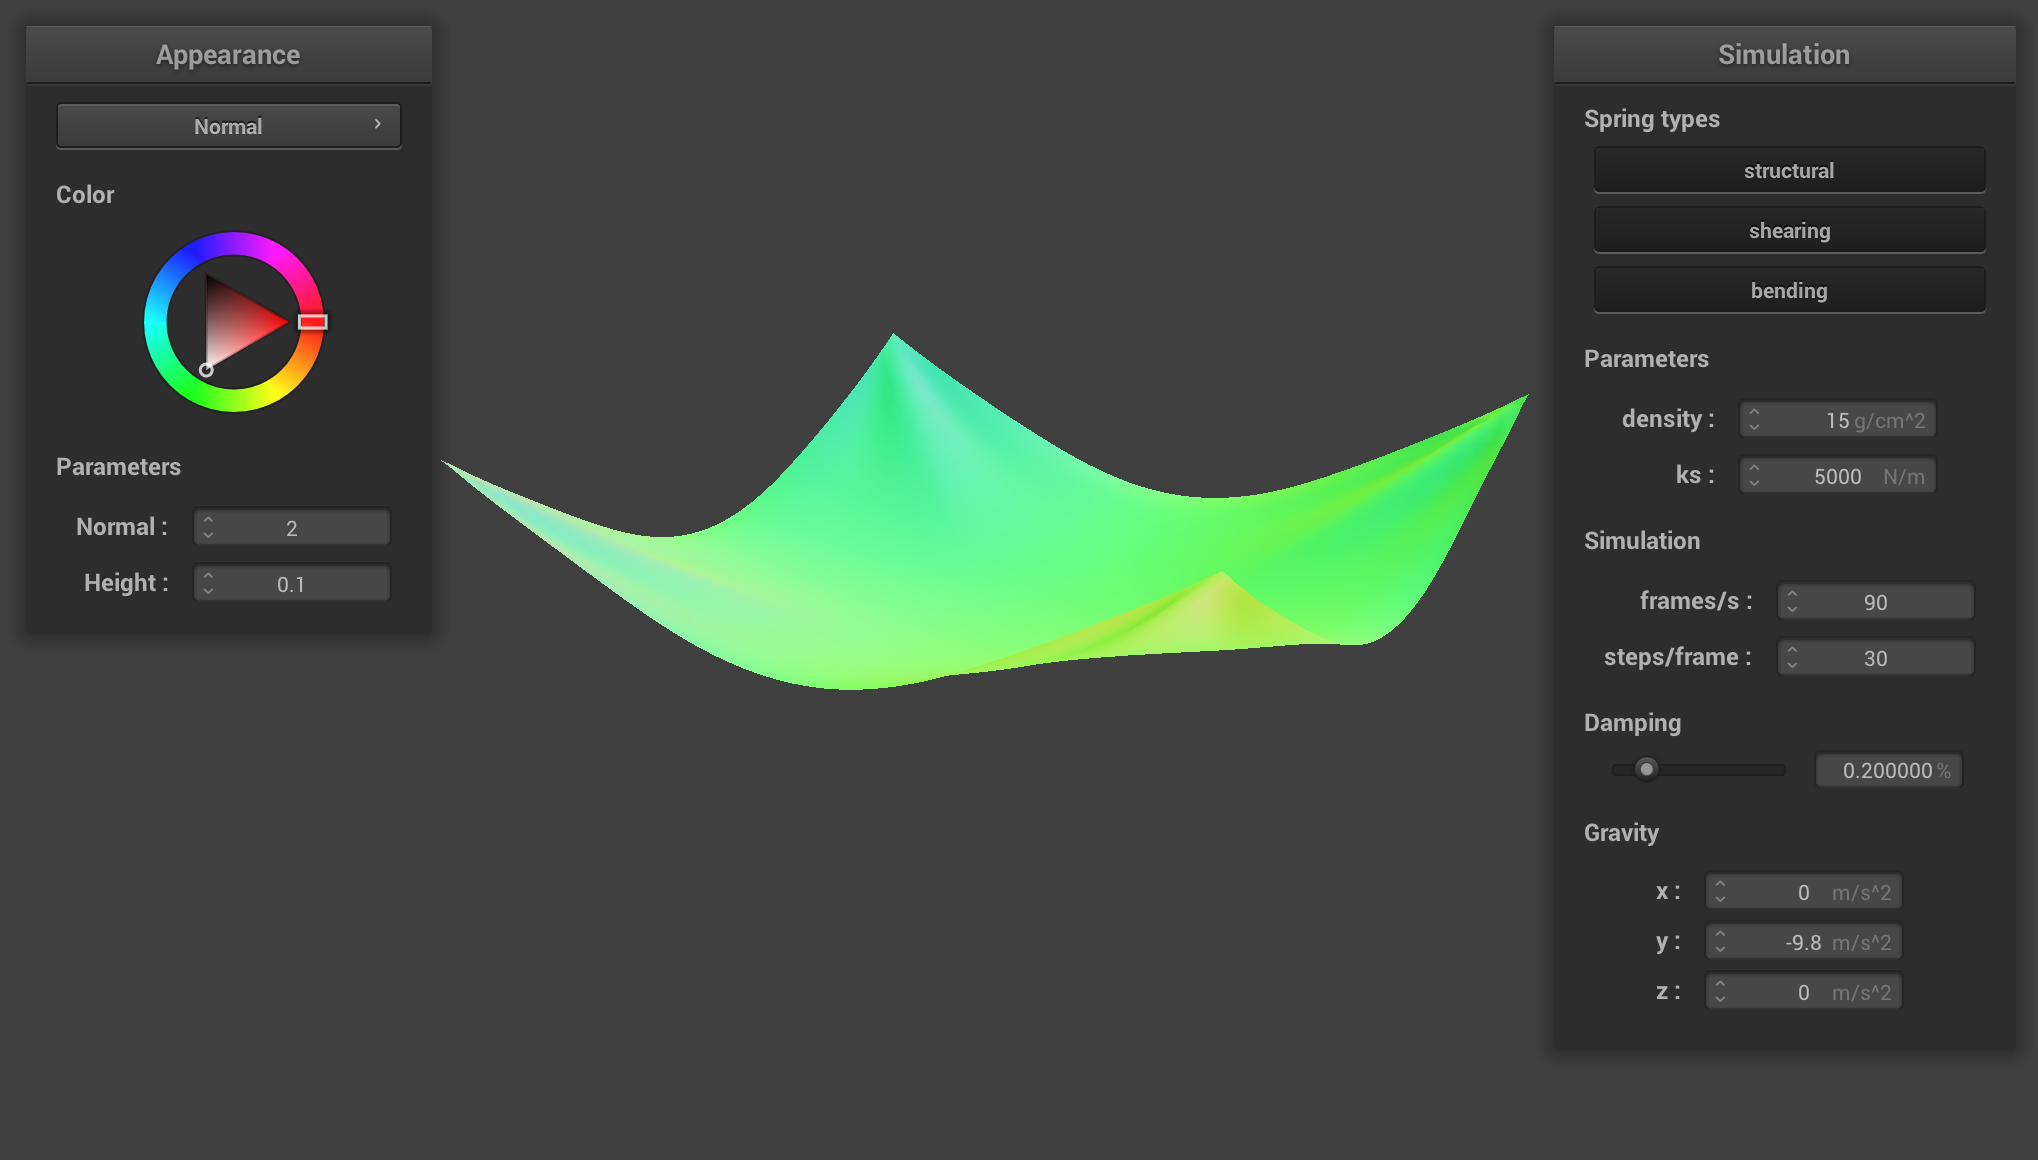 Appearance
Normal
Color
Parameters
Normal : 2
Height : 0.1
Simulation
Spring types
structural
shearing
bending
Parameters
density : 15 g/cm^2
ks : 5000 N/m
Simulation
frames/s : 90
steps/frame : 30
Damping
0.200000 %
Gravity
x : 0 m/s^2
y : -9.8 m/s^2
z : 0 m/s^2